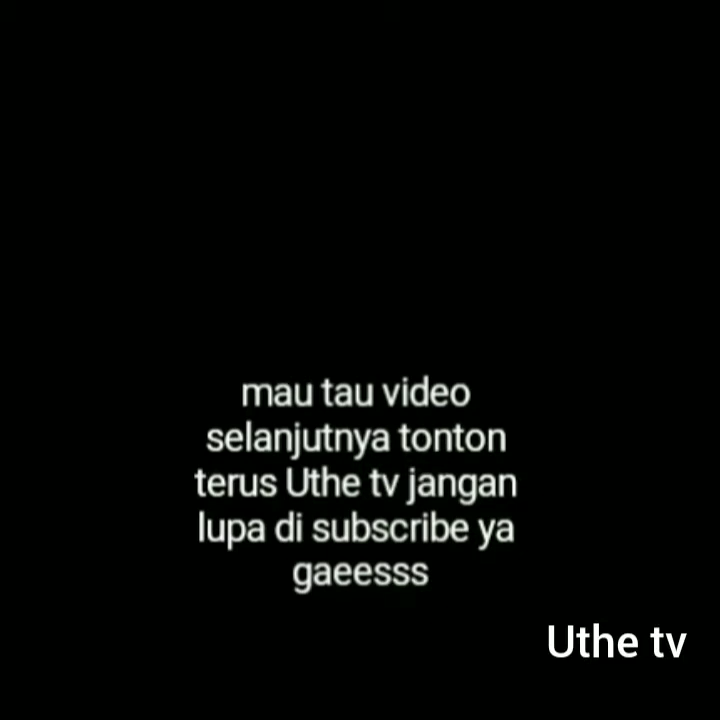 mau tau video
selanjutnya tonton
terus Uthe tv jangan
lupa di subscribe ya
gaeesss
Uthe tv